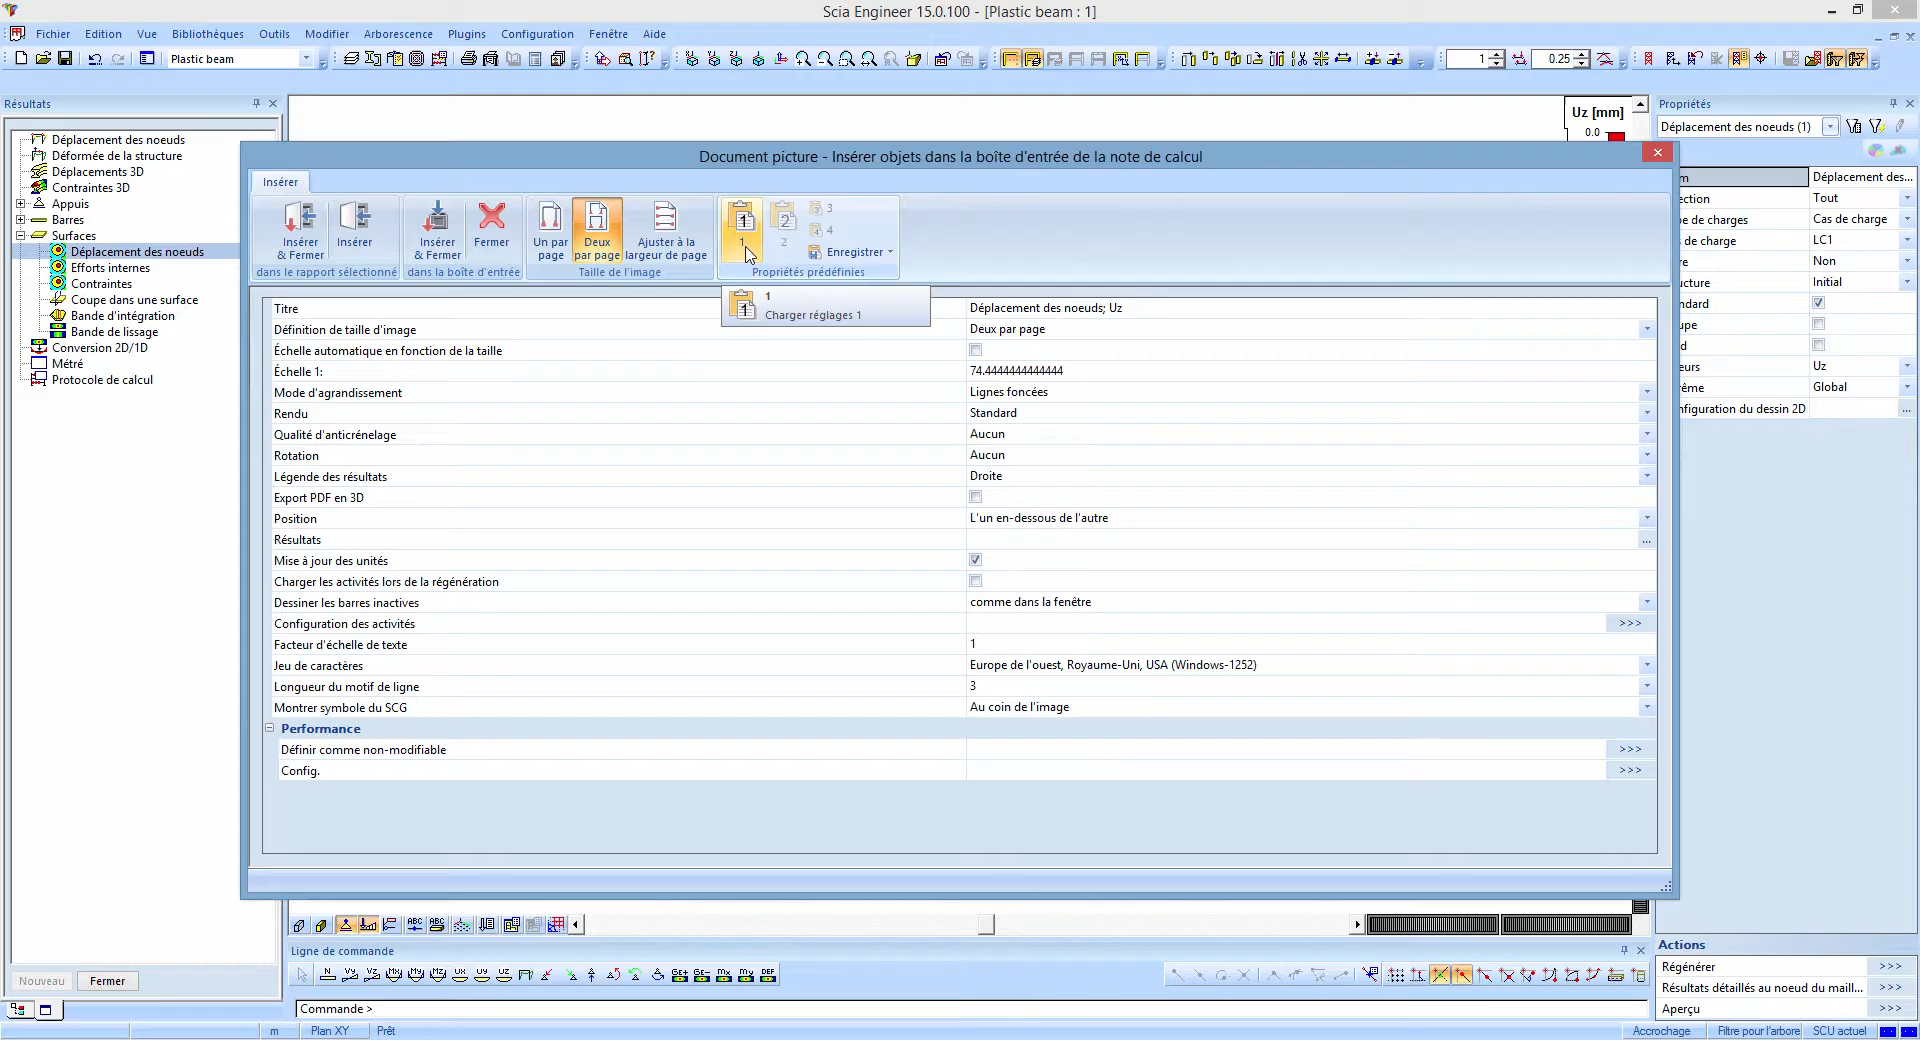 Scia Engineer 15.0.100 - [Plastic beam : 1]
Fichier Edition Vue Bibliothèques Outils Modifier Arborescence Plugins Configuration Fenêtre Aide
Plastic beam
1
0.25
Résultats
Déplacement des noeuds
Déformée de la structure
Déplacements 3D
Contraintes 3D
Appuis
Barres
Surfaces
Déplacement des noeuds
Efforts internes
Contraintes
Coupe dans une surface
Bande d'intégration
Bande de lissage
Conversion 2D/1D
Métré
Protocole de calcul
Nouveau
Fermer
Uz [mm]
0.0
Document picture - Insérer objets dans la boîte d'entrée de la note de calcul
Insérer
Insérer & Fermer
Insérer
dans le rapport sélectionné
Insérer & Fermer
Fermer
dans la boîte d'entrée
Un par page
Deux par page
Ajuster à la largeur de page
Taille de l'image
1
2
3
4
Enregistrer
Propriétés prédéfinies
1
Charger réglages 1
Titre Déplacement des noeuds; Uz
Définition de taille d'image Deux par page
Échelle automatique en fonction de la taille
Échelle 1: 74.4444444444444
Mode d'agrandissement Lignes foncées
Rendu Standard
Qualité d'anticrénelage Aucun
Rotation Aucun
Légende des résultats Droite
Export PDF en 3D
Position L'un en-dessous de l'autre
Résultats ...
Mise à jour des unités
Charger les activités lors de la régénération
Dessiner les barres inactives comme dans la fenêtre
Configuration des activités >>>
Facteur d'échelle de texte 1
Jeu de caractères Europe de l'ouest, Royaume-Uni, USA (Windows-1252)
Longueur du motif de ligne 3
Montrer symbole du SCG Au coin de l'image
Performance
Définir comme non-modifiable >>>
Config. >>>
Propriétés
Déplacement des noeuds (1)
m Déplacement des...
ection Tout
e de charges Cas de charge
de charge LC1
re Non
ucture Initial
ndard
upe
d
eurs Uz
ême Global
nfiguration du dessin 2D ...
Ligne de commande
Commande >
Actions
Régénérer >>>
Résultats détaillés au noeud du maill... >>>
Aperçu >>>
m Plan XY Prêt
Accrochage Filtre pour l'arbore SCU actuel